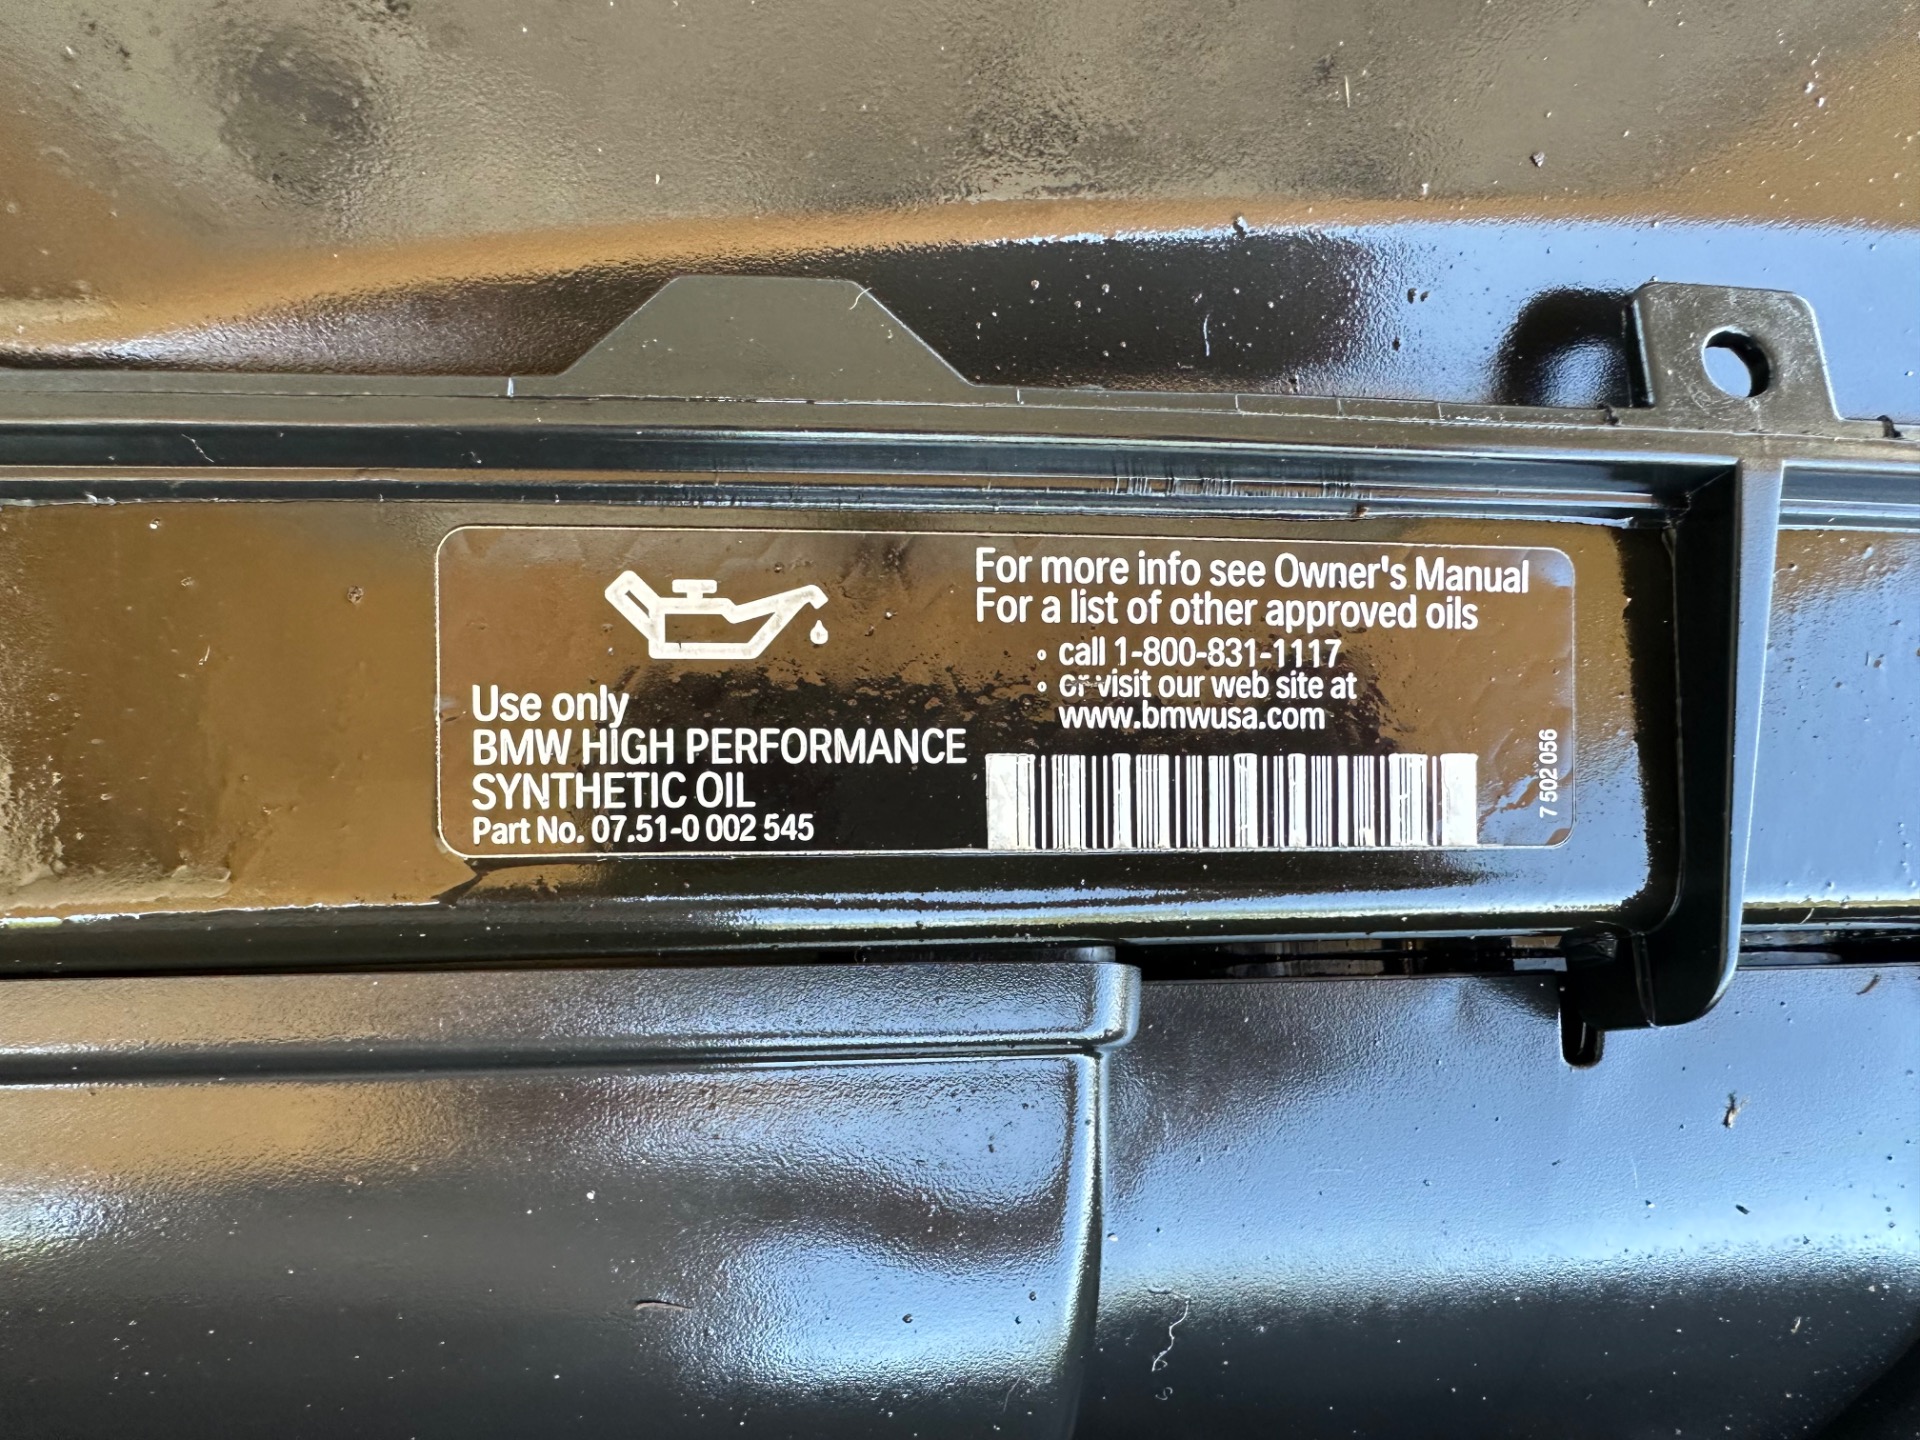 Use only
BMW HIGH PERFORMANCE
SYNTHETIC OIL
Part No. 07.51-0 002 545
For more info see Owner's Manual
For a list of other approved oils
◦ call 1-800-831-1117
◦ or visit our web site at
www.bmwusa.com
7 502 056